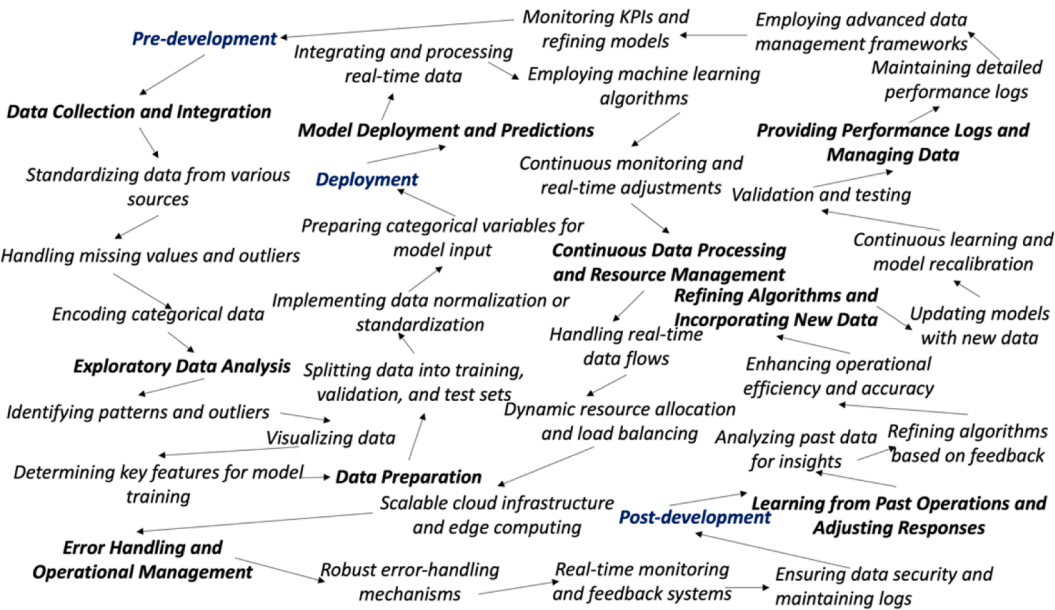 Pre-development
Data Collection and Integration
Standardizing data from various
sources
Handling missing values and outliers
Encoding categorical data
Exploratory Data Analysis
Identifying patterns and outliers
Visualizing data
Determining key features for model
training
Data Preparation
Splitting data into training,
validation, and test sets
Implementing data normalization or
standardization
Preparing categorical variables for
model input
Deployment
Model Deployment and Predictions
Integrating and processing
real-time data
Employing machine learning
algorithms
Continuous monitoring and
real-time adjustments
Continuous Data Processing
and Resource Management
Handling real-time
data flows
Dynamic resource allocation
and load balancing
Scalable cloud infrastructure
and edge computing
Error Handling and
Operational Management
Robust error-handling
mechanisms
Real-time monitoring
and feedback systems
Ensuring data security and
maintaining logs
Post-development
Learning from Past Operations and
Adjusting Responses
Analyzing past data
for insights
Refining algorithms
based on feedback
Enhancing operational
efficiency and accuracy
Refining Algorithms and
Incorporating New Data
Updating models
with new data
Continuous learning and
model recalibration
Validation and testing
Providing Performance Logs and
Managing Data
Maintaining detailed
performance logs
Employing advanced data
management frameworks
Monitoring KPIs and
refining models